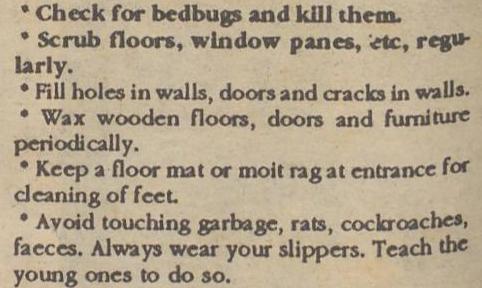 * Check for bedbugs and kill them.
* Scrub floors, window panes, etc, regu-
larly.
* Fill holes in walls, doors and cracks in walls.
* Wax wooden floors, doors and furniture
periodically.
* Keep a floor mat or moit rag at entrance for
cleaning of feet.
* Avoid touching garbage, rats, cockroaches,
faeces. Always wear your slippers. Teach the
young ones to do so.